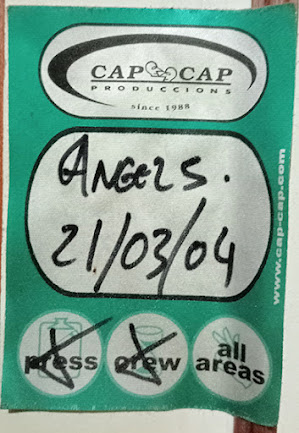 CAP CAP
PRODUCCIONS
since 1988
ANGELS.
21/03/04
www.cap-cap.com
press
crew
all
areas